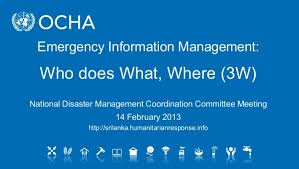 OCHA
Emergency Information Management:
Who does What, Where (3W)
National Disaster Management Coordination Committee Meeting
14 February 2013
http://srilanka.humanitarianresponse.info